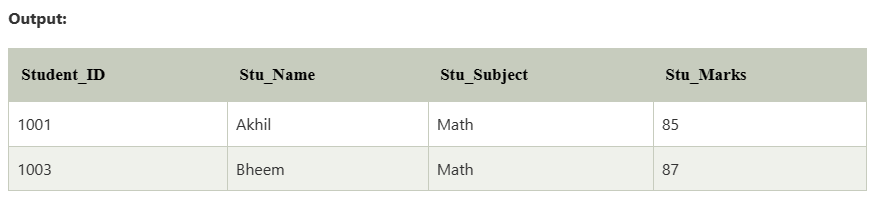 Output:
Student_ID Stu_Name Stu_Subject Stu_Marks
1001 Akhil Math 85
1003 Bheem Math 87